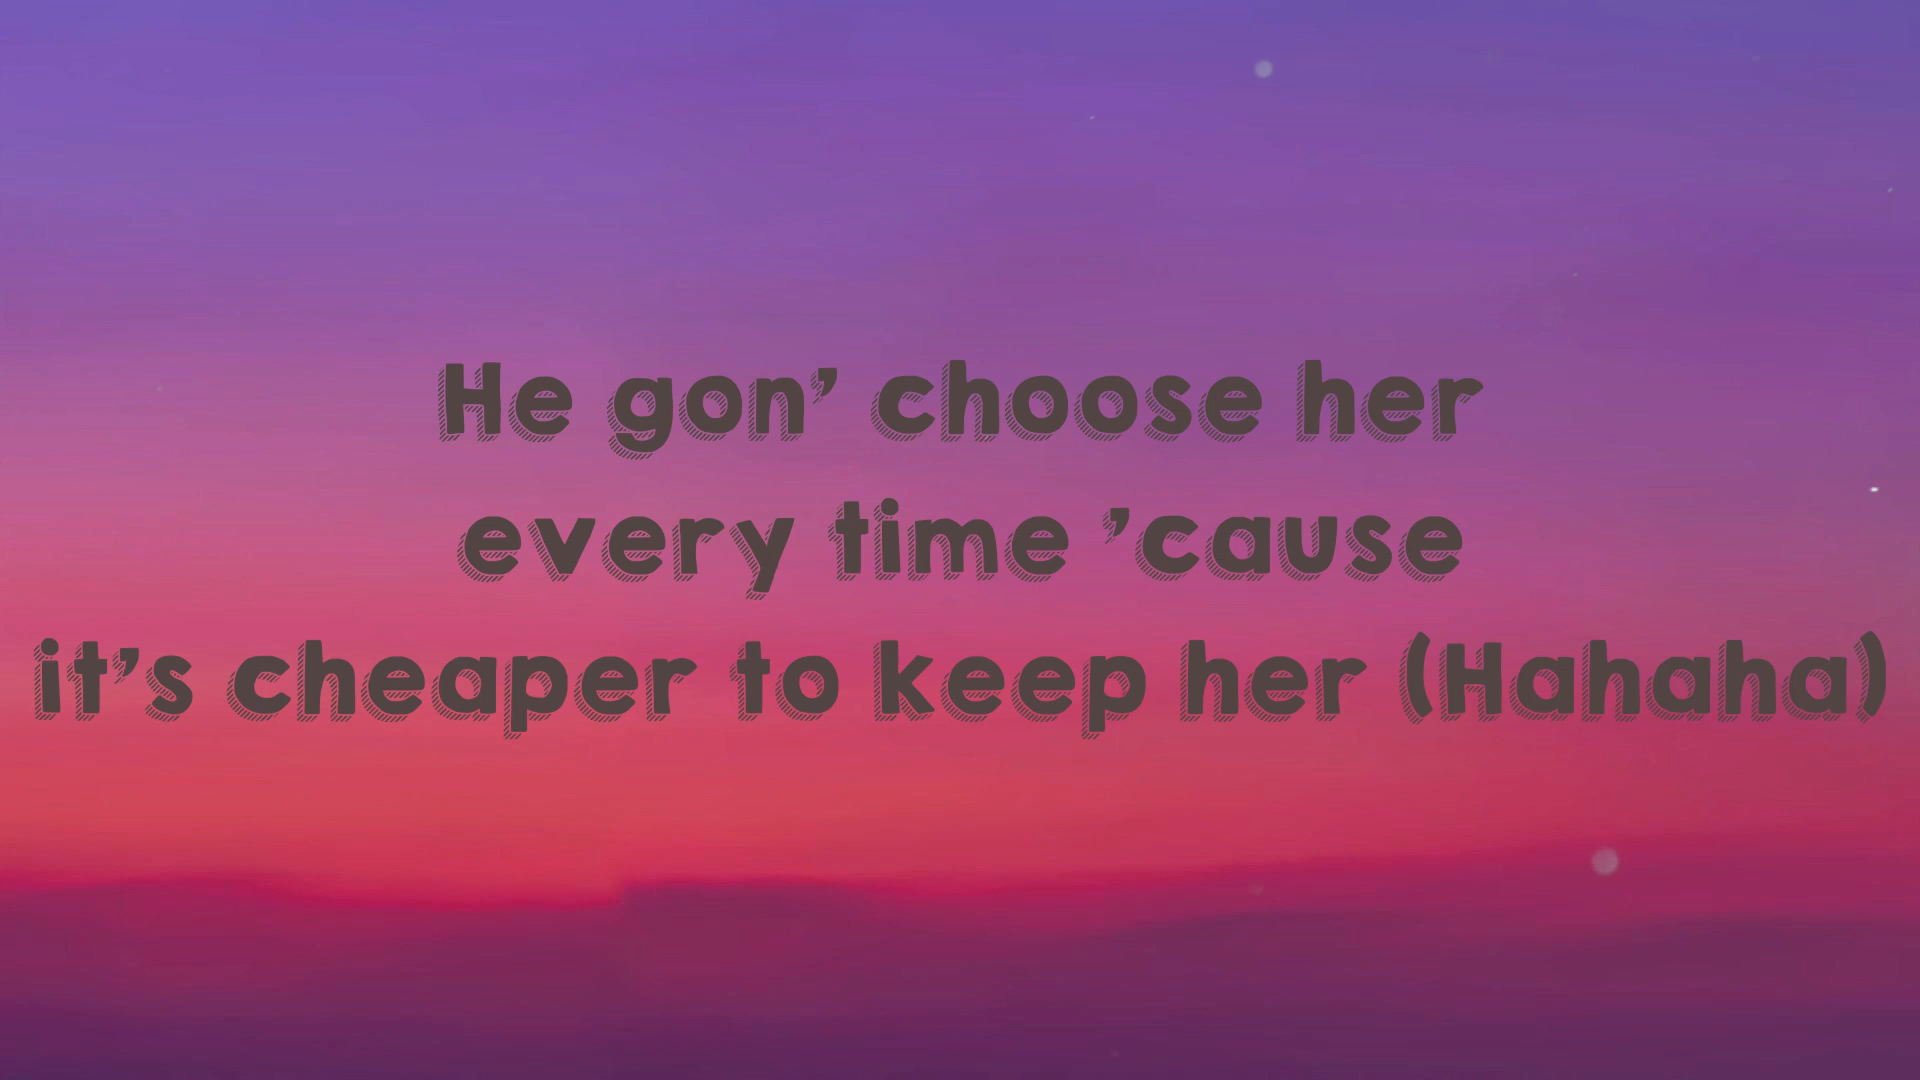 He gon’ choose her
every time ’cause
it’s cheaper to keep her (Hahaha)